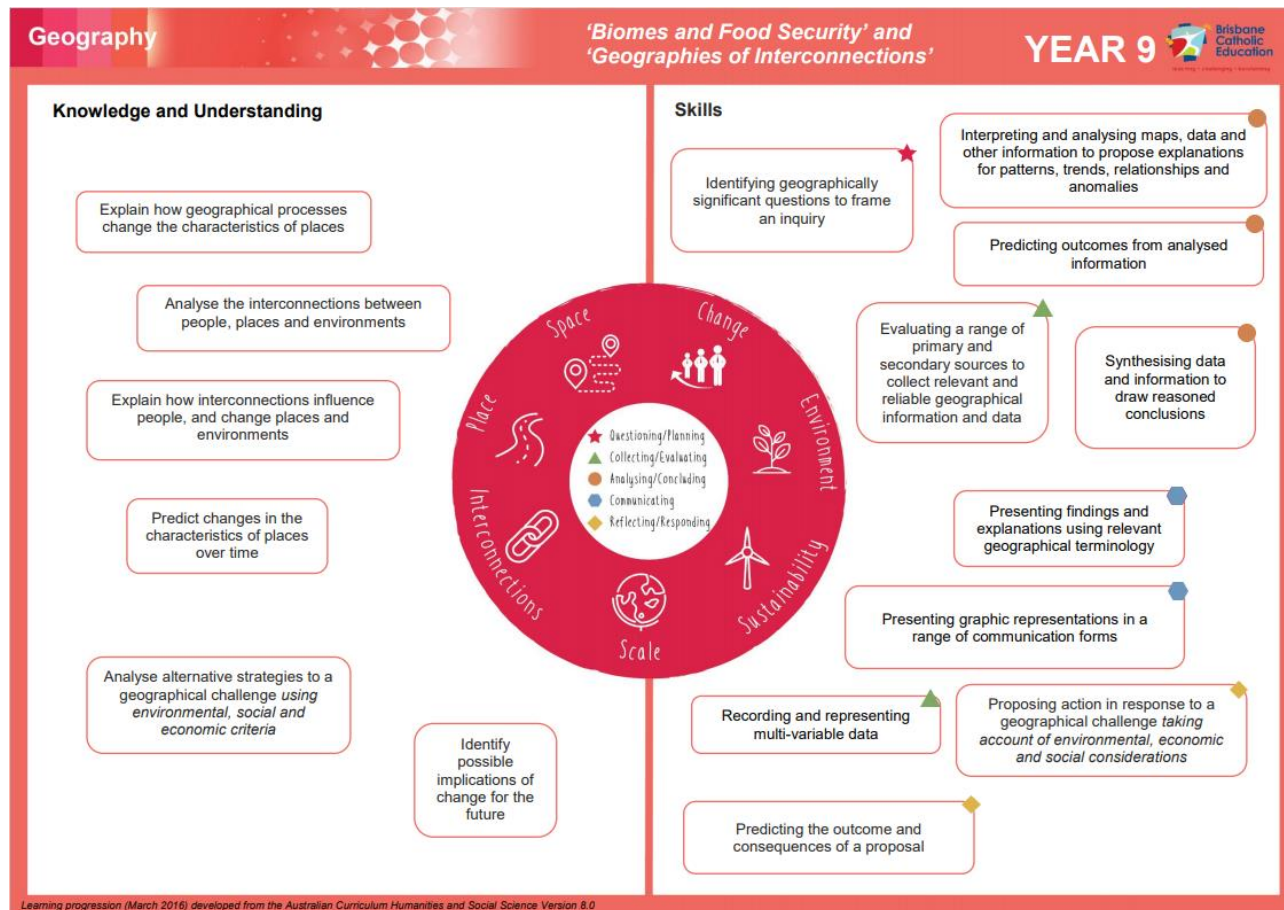 Geography
'Biomes and Food Security' and
'Geographies of Interconnections'
YEAR 9
Brisbane
Catholic
Education
Knowledge and Understanding
Explain how geographical processes
change the characteristics of places
Analyse the interconnections between
people, places and environments
Explain how interconnections influence
people, and change places and
environments
Predict changes in the
characteristics of places
over time
Analyse alternative strategies to a
geographical challenge using
environmental, social and
economic criteria
Identify
possible
implications of
change for the
future
Space
Change
Place
Environment
Interconnections
Sustainability
Scale
Questioning/Planning
Collecting/Evaluating
Analysing/Concluding
Communicating
Reflecting/Responding
Skills
Identifying geographically
significant questions to frame
an inquiry
Interpreting and analysing maps, data and
other information to propose explanations
for patterns, trends, relationships and
anomalies
Predicting outcomes from analysed
information
Evaluating a range of
primary and
secondary sources to
collect relevant and
reliable geographical
information and data
Synthesising data
and information to
draw reasoned
conclusions
Presenting findings and
explanations using relevant
geographical terminology
Presenting graphic representations in a
range of communication forms
Recording and representing
multi-variable data
Proposing action in response to a
geographical challenge taking
account of environmental, economic
and social considerations
Predicting the outcome and
consequences of a proposal
Learning progression (March 2016) developed from the Australian Curriculum Humanities and Social Science Version 8.0